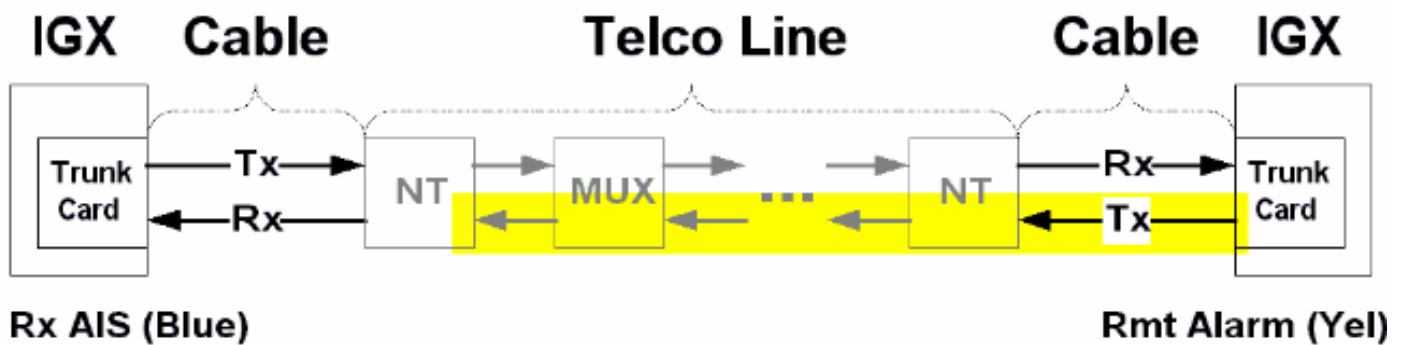 IGX Cable Telco Line Cable IGX
Trunk Card Tx NT MUX ... NT Rx Trunk Card
Rx Tx
Rx AIS (Blue) Rmt Alarm (Yel)